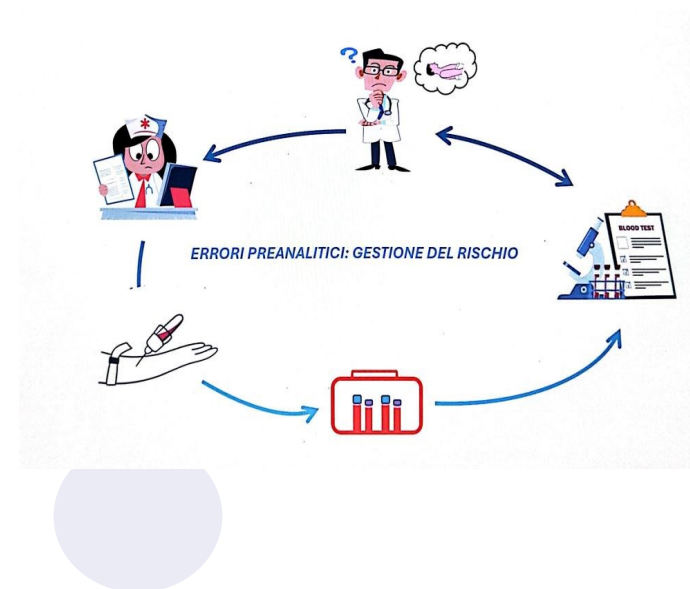 ?
ERRORI PREANALITICI: GESTIONE DEL RISCHIO
BLOOD TEST